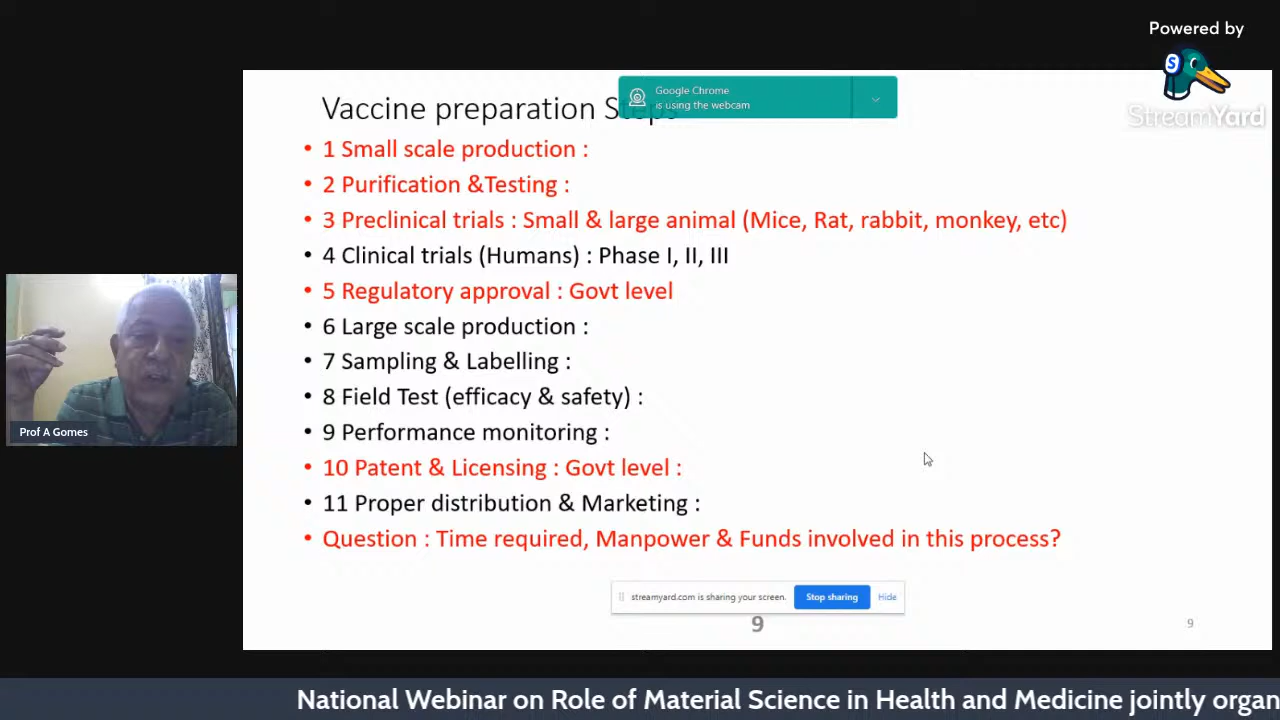 Powered by
StreamYard
Google Chrome
is using the webcam
Vaccine preparation Steps
• 1 Small scale production :
• 2 Purification &Testing :
• 3 Preclinical trials : Small & large animal (Mice, Rat, rabbit, monkey, etc)
• 4 Clinical trials (Humans) : Phase I, II, III
• 5 Regulatory approval : Govt level
• 6 Large scale production :
• 7 Sampling & Labelling :
• 8 Field Test (efficacy & safety) :
• 9 Performance monitoring :
• 10 Patent & Licensing : Govt level :
• 11 Proper distribution & Marketing :
• Question : Time required, Manpower & Funds involved in this process?
Prof A Gomes
streamyard.com is sharing your screen. Stop sharing Hide
9
9
National Webinar on Role of Material Science in Health and Medicine jointly organ